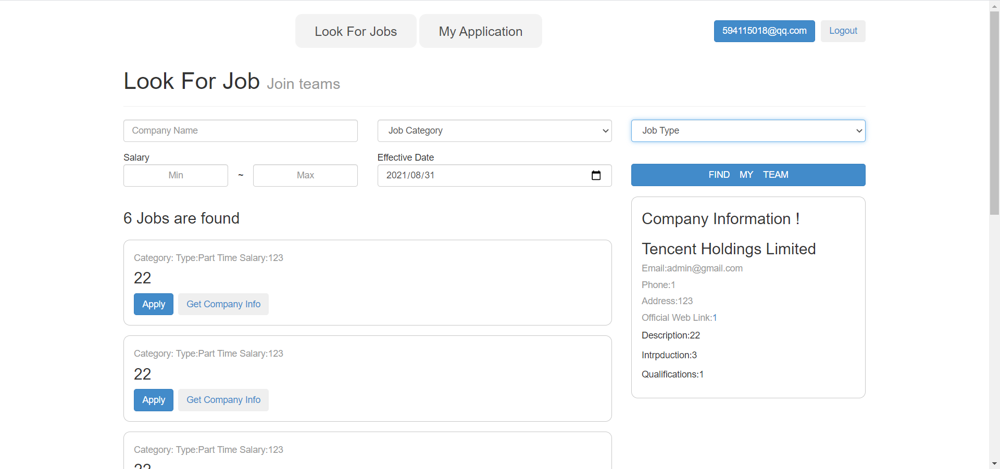 Look For Jobs
My Application
594115018@qq.com
Logout
Look For Job Join teams
Company Name
Job Category
Job Type
Salary
Min
~
Max
Effective Date
2021/08/31
FIND MY TEAM
6 Jobs are found
Category: Type:Part Time Salary:123
22
Apply
Get Company Info
Category: Type:Part Time Salary:123
22
Apply
Get Company Info
Category: Type:Part Time Salary:123
22
Company Information !
Tencent Holdings Limited
Email:admin@gmail.com
Phone:1
Address:123
Official Web Link:1
Description:22
Intrpduction:3
Qualifications:1